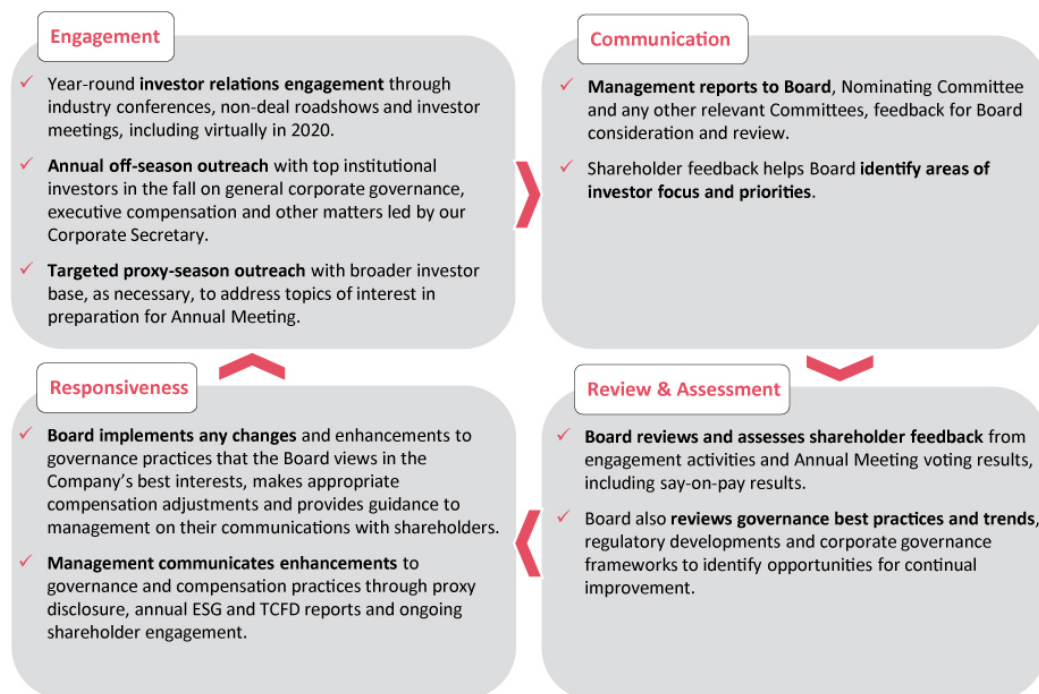 Engagement
Year-round investor relations engagement through
industry conferences, non-deal roadshows and investor
meetings, including virtually in 2020.
Annual off-season outreach with top institutional
investors in the fall on general corporate governance,
executive compensation and other matters led by our
Corporate Secretary.
Targeted proxy-season outreach with broader investor
base, as necessary, to address topics of interest in
preparation for Annual Meeting.
Communication
Management reports to Board, Nominating Committee
and any other relevant Committees, feedback for Board
consideration and review.
Shareholder feedback helps Board identify areas of
investor focus and priorities.
Review & Assessment
Board reviews and assesses shareholder feedback from
engagement activities and Annual Meeting voting results,
including say-on-pay results.
Board also reviews governance best practices and trends,
regulatory developments and corporate governance
frameworks to identify opportunities for continual
improvement.
Responsiveness
Board implements any changes and enhancements to
governance practices that the Board views in the
Company's best interests, makes appropriate
compensation adjustments and provides guidance to
management on their communications with shareholders.
Management communicates enhancements to
governance and compensation practices through proxy
disclosure, annual ESG and TCFD reports and ongoing
shareholder engagement.